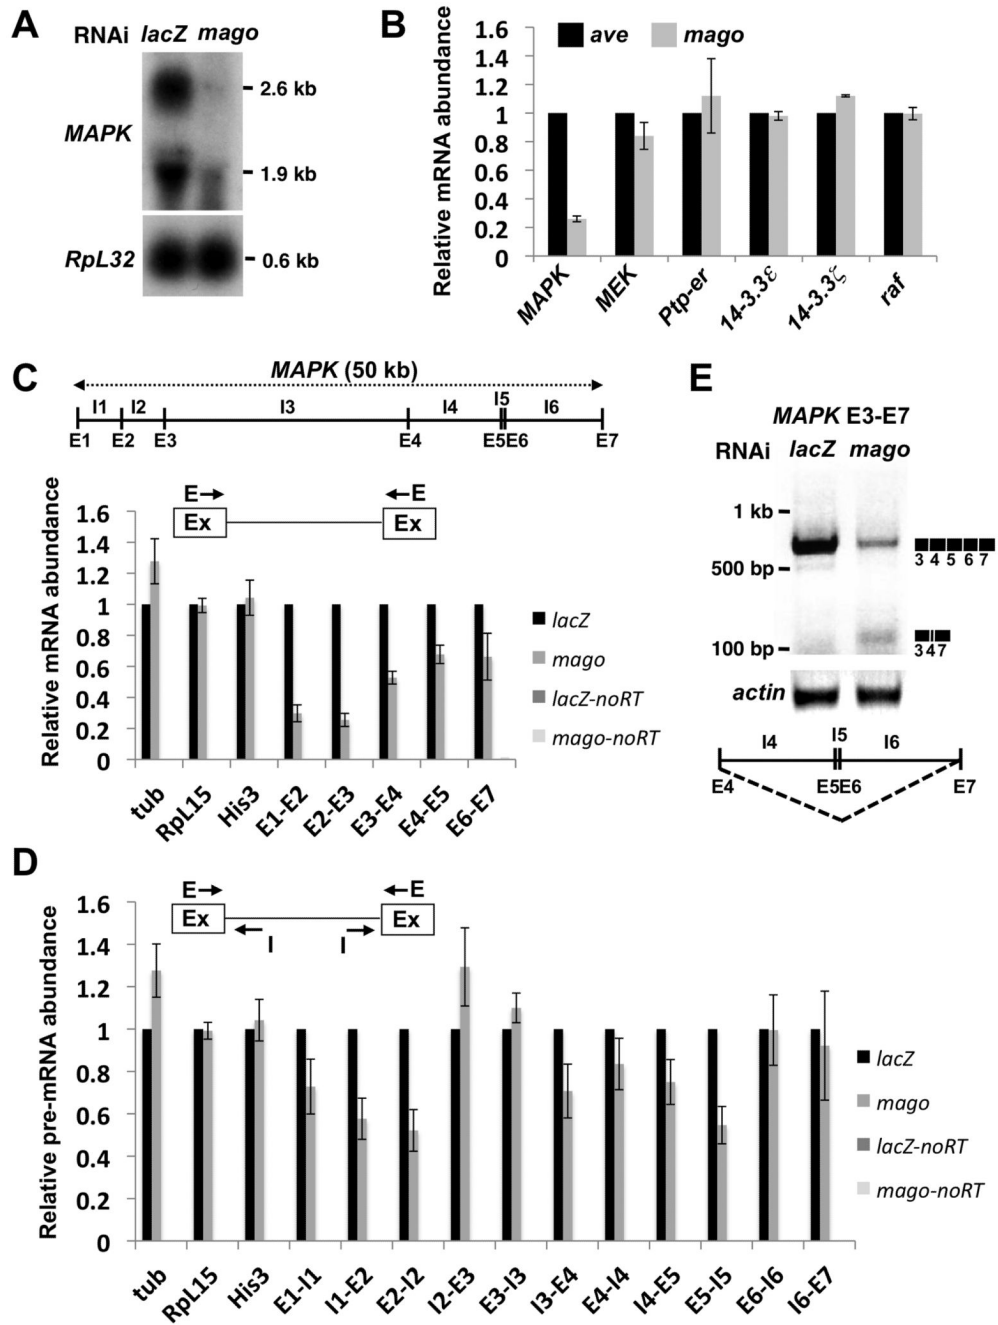 A
RNAi lacZ mago
2.6 kb
MAPK
1.9 kb
RpL32
0.6 kb
B
Relative mRNA abundance
1.6
1.4
1.2
1
0.8
0.6
0.4
0.2
0
ave mago
MAPK
MEK
Ptp-er
14-3.3ε
14-3.3ζ
raf
C
MAPK (50 kb)
I1 I2 I3 I4 I5 I6
E1 E2 E3 E4 E5E6 E7
Relative mRNA abundance
1.6
1.4
1.2
1
0.8
0.6
0.4
0.2
0
E E
Ex Ex
lacZ
mago
lacZ-noRT
mago-noRT
tub
RpL15
His3
E1-E2
E2-E3
E3-E4
E4-E5
E6-E7
E
MAPK E3-E7
RNAi lacZ mago
1 kb
500 bp
3 4 5 6 7
100 bp
3 4 7
actin
I4 I5 I6
E4 E5E6 E7
D
Relative pre-mRNA abundance
1.6
1.4
1.2
1
0.8
0.6
0.4
0.2
0
E E
Ex Ex
I I
lacZ
mago
lacZ-noRT
mago-noRT
tub
RpL15
His3
E1-I1
I1-E2
E2-I2
I2-E3
E3-I3
I3-E4
E4-I4
I4-E5
E5-I5
E6-I6
I6-E7